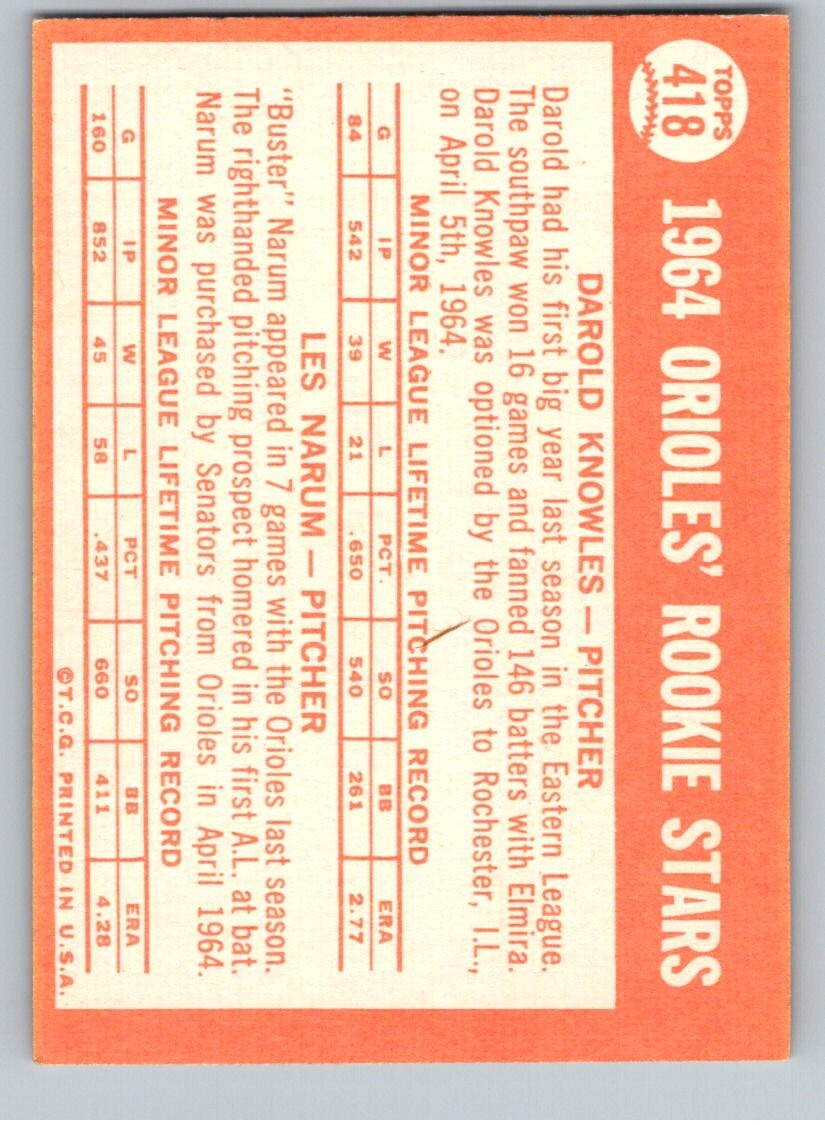 TOPPS
418
1964 ORIOLES' ROOKIE STARS
DAROLD KNOWLES — PITCHER
Darold had his first big year last season in the Eastern League.
The southpaw won 16 games and fanned 146 batters with Elmira.
Darold Knowles was optioned by the Orioles to Rochester, I.L.,
on April 5th, 1964.
MINOR LEAGUE LIFETIME PITCHING RECORD
G IP W L PCT. SO BB ERA
84 542 39 21 .650 540 261 2.77
LES NARUM — PITCHER
"Buster" Narum appeared in 7 games with the Orioles last season.
The righthanded pitching prospect homered in his first A.L. at bat.
Narum was purchased by Senators from Orioles in April 1964.
MINOR LEAGUE LIFETIME PITCHING RECORD
G IP W L PCT SO BB ERA
160 852 45 58 .437 660 411 4.28
©T.C.G. PRINTED IN U.S.A.